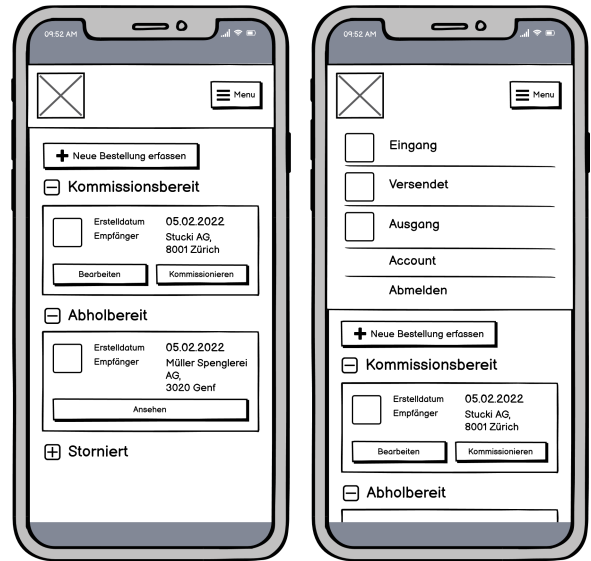 09:52 AM
Menu
Neue Bestellung erfassen
Kommissionsbereit
Erstelldatum 05.02.2022
Empfänger Stucki AG,
8001 Zürich
Bearbeiten Kommissionieren
Abholbereit
Erstelldatum 05.02.2022
Empfänger Müller Spenglerei
AG,
3020 Genf
Ansehen
Storniert
09:52 AM
Menu
Eingang
Versendet
Ausgang
Account
Abmelden
Neue Bestellung erfassen
Kommissionsbereit
Erstelldatum 05.02.2022
Empfänger Stucki AG,
8001 Zürich
Bearbeiten Kommissionieren
Abholbereit